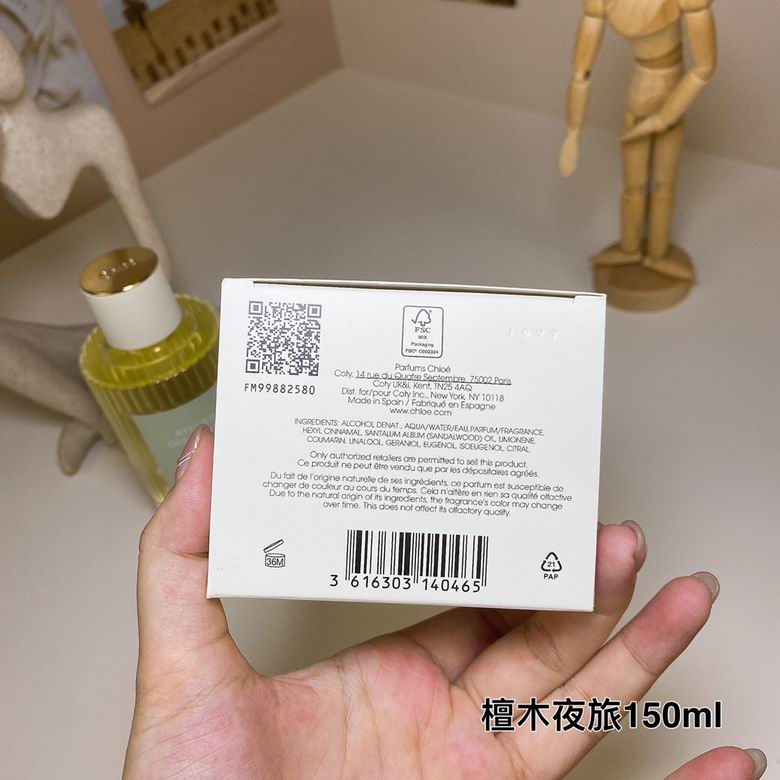 FSC
MIX
Packaging
FSC® C002324
FM99882580
Parfums Chloé
Coty, 14 rue du Quatre Septembre, 75002 Paris
Coty UK&I, Kent, TN25 4AQ
Dist. for/pour Coty Inc., New York, NY 10118
Made in Spain / Fabriqué en Espagne
www.chloe.com
INGREDIENTS: ALCOHOL DENAT., AQUA/WATER/EAU, PARFUM/FRAGRANCE,
HEXYL CINNAMAL, SANTALUM ALBUM (SANDALWOOD) OIL, LIMONENE,
COUMARIN, LINALOOL, GERANIOL, EUGENOL, ISOEUGENOL, CITRAL
Only authorized retailers are permitted to sell this product.
Ce produit ne peut être vendu que par les dépositaires agréés.
Du fait de l'origine naturelle de ses ingrédients, ce parfum est susceptible de
changer de couleur au cours du temps. Cela n'altère en rien sa qualité olfactive
Due to the natural origin of its ingredients, the fragrance's color may change
over time. This does not affect its olfactory quality.
36M
3 616303 140465
21
PAP
檀木夜旅150ml